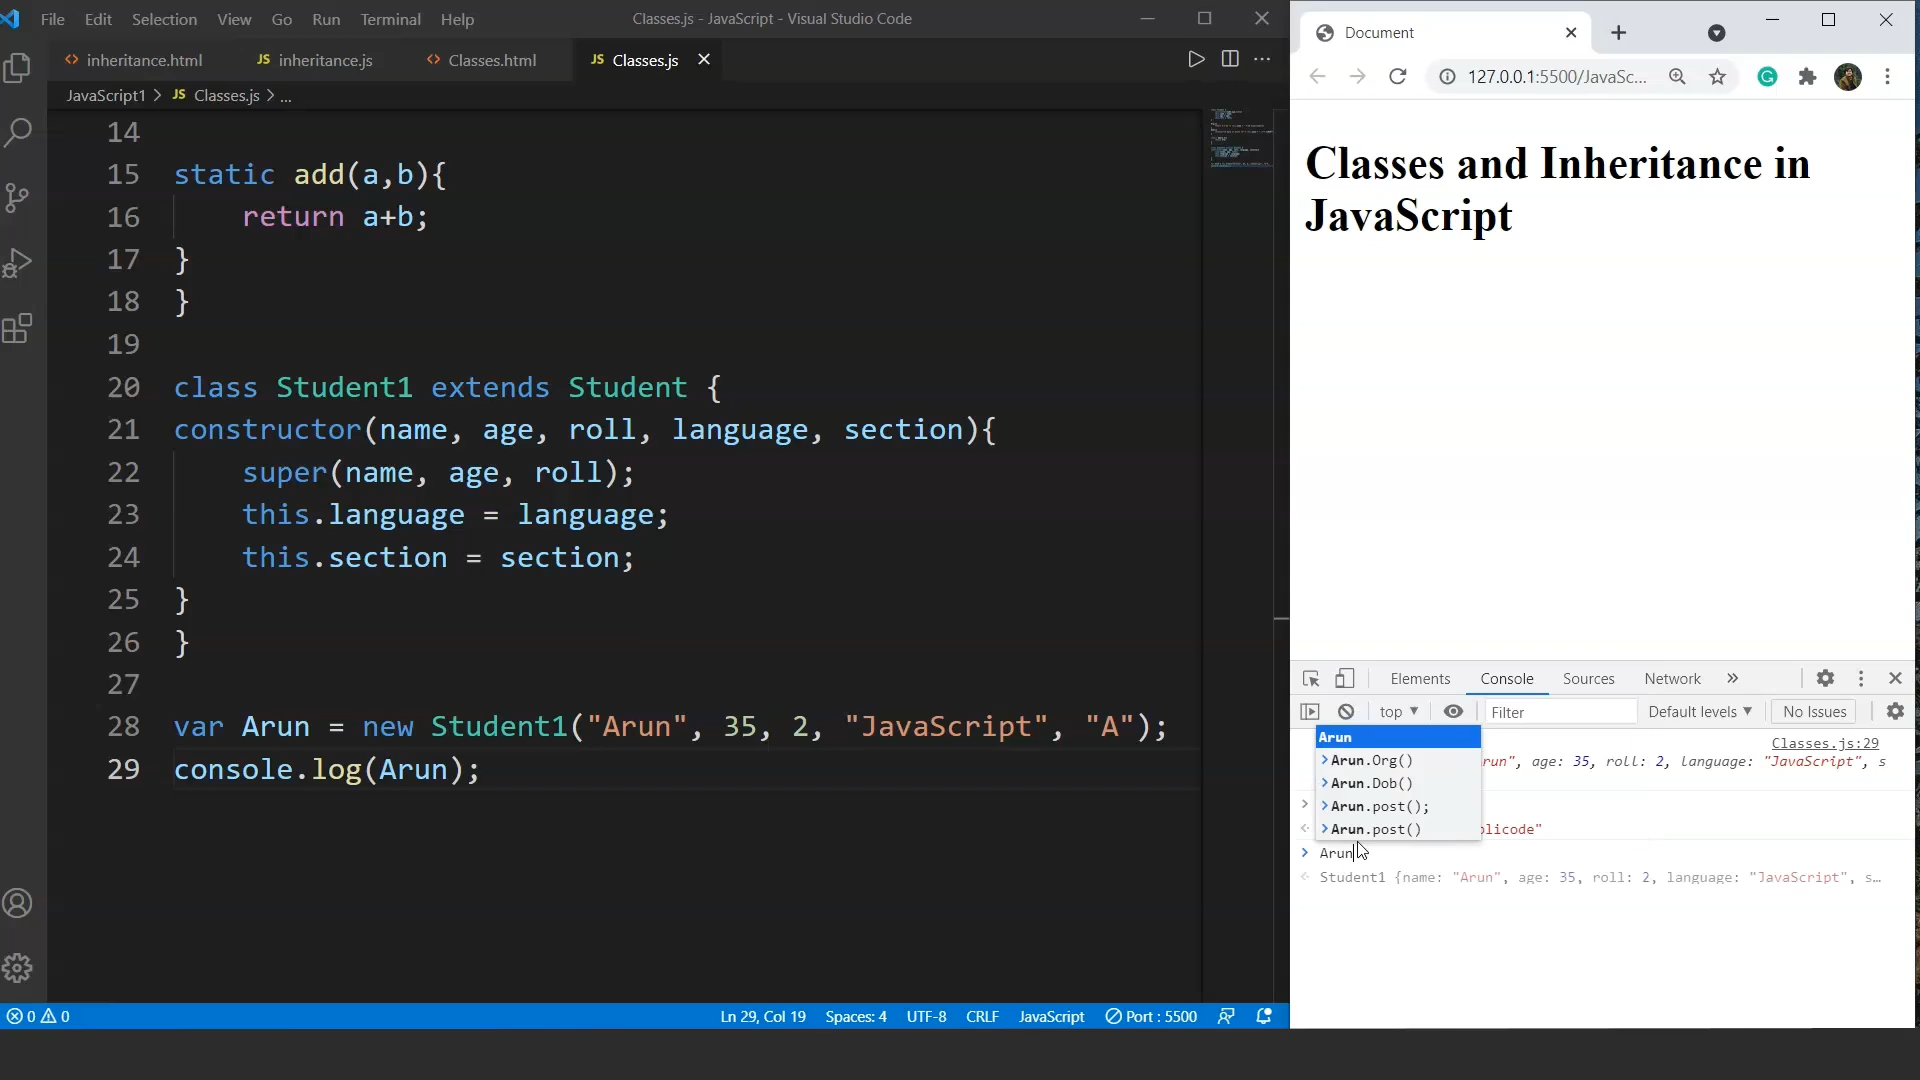 File Edit Selection View Go Run Terminal Help
Classes.js - JavaScript - Visual Studio Code
inheritance.html
JS inheritance.js
Classes.html
JS Classes.js
JavaScript1 > JS Classes.js > ...
14
15 static add(a,b){
16 return a+b;
17 }
18 }
19
20 class Student1 extends Student {
21 constructor(name, age, roll, language, section){
22 super(name, age, roll);
23 this.language = language;
24 this.section = section;
25 }
26 }
27
28 var Arun = new Student1("Arun", 35, 2, "JavaScript", "A");
29 console.log(Arun);
0 0
Ln 29, Col 19 Spaces: 4 UTF-8 CRLF JavaScript Port : 5500
Document
127.0.0.1:5500/JavaSc...
Classes and Inheritance in
JavaScript
Elements Console Sources Network
top Filter Default levels No Issues
Classes.js:29
Arun
Arun.Org()
Arun.Dob()
Arun.post();
Arun.post()
run", age: 35, roll: 2, language: "JavaScript", s
licode"
Arun
Student1 {name: "Arun", age: 35, roll: 2, language: "JavaScript", s...